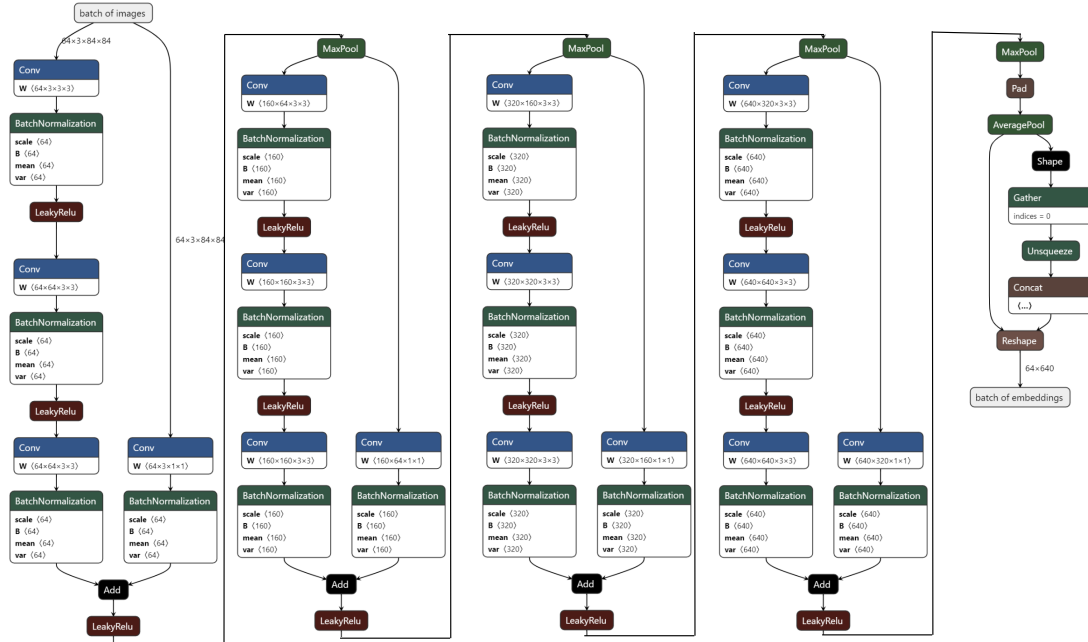 batch of images
64×3×84×84
Conv
W ⟨64×3×3×3⟩
BatchNormalization
scale ⟨64⟩
B ⟨64⟩
mean ⟨64⟩
var ⟨64⟩
LeakyRelu
64×3×84×84
Conv
W ⟨64×64×3×3⟩
BatchNormalization
scale ⟨64⟩
B ⟨64⟩
mean ⟨64⟩
var ⟨64⟩
LeakyRelu
Conv
W ⟨64×64×3×3⟩
BatchNormalization
scale ⟨64⟩
B ⟨64⟩
mean ⟨64⟩
var ⟨64⟩
Conv
W ⟨64×3×1×1⟩
BatchNormalization
scale ⟨64⟩
B ⟨64⟩
mean ⟨64⟩
var ⟨64⟩
Add
LeakyRelu
MaxPool
Conv
W ⟨160×64×3×3⟩
BatchNormalization
scale ⟨160⟩
B ⟨160⟩
mean ⟨160⟩
var ⟨160⟩
LeakyRelu
Conv
W ⟨160×160×3×3⟩
BatchNormalization
scale ⟨160⟩
B ⟨160⟩
mean ⟨160⟩
var ⟨160⟩
LeakyRelu
Conv
W ⟨160×160×3×3⟩
BatchNormalization
scale ⟨160⟩
B ⟨160⟩
mean ⟨160⟩
var ⟨160⟩
Conv
W ⟨160×64×1×1⟩
BatchNormalization
scale ⟨160⟩
B ⟨160⟩
mean ⟨160⟩
var ⟨160⟩
Add
LeakyRelu
MaxPool
Conv
W ⟨320×160×3×3⟩
BatchNormalization
scale ⟨320⟩
B ⟨320⟩
mean ⟨320⟩
var ⟨320⟩
LeakyRelu
Conv
W ⟨320×320×3×3⟩
BatchNormalization
scale ⟨320⟩
B ⟨320⟩
mean ⟨320⟩
var ⟨320⟩
LeakyRelu
Conv
W ⟨320×320×3×3⟩
BatchNormalization
scale ⟨320⟩
B ⟨320⟩
mean ⟨320⟩
var ⟨320⟩
Conv
W ⟨320×160×1×1⟩
BatchNormalization
scale ⟨320⟩
B ⟨320⟩
mean ⟨320⟩
var ⟨320⟩
Add
LeakyRelu
MaxPool
Conv
W ⟨640×320×3×3⟩
BatchNormalization
scale ⟨640⟩
B ⟨640⟩
mean ⟨640⟩
var ⟨640⟩
LeakyRelu
Conv
W ⟨640×640×3×3⟩
BatchNormalization
scale ⟨640⟩
B ⟨640⟩
mean ⟨640⟩
var ⟨640⟩
LeakyRelu
Conv
W ⟨640×640×3×3⟩
BatchNormalization
scale ⟨640⟩
B ⟨640⟩
mean ⟨640⟩
var ⟨640⟩
Conv
W ⟨640×320×1×1⟩
BatchNormalization
scale ⟨640⟩
B ⟨640⟩
mean ⟨640⟩
var ⟨640⟩
Add
LeakyRelu
MaxPool
Pad
AveragePool
Shape
Gather
indices = 0
Unsqueeze
Concat
⟨...⟩
Reshape
64×640
batch of embeddings